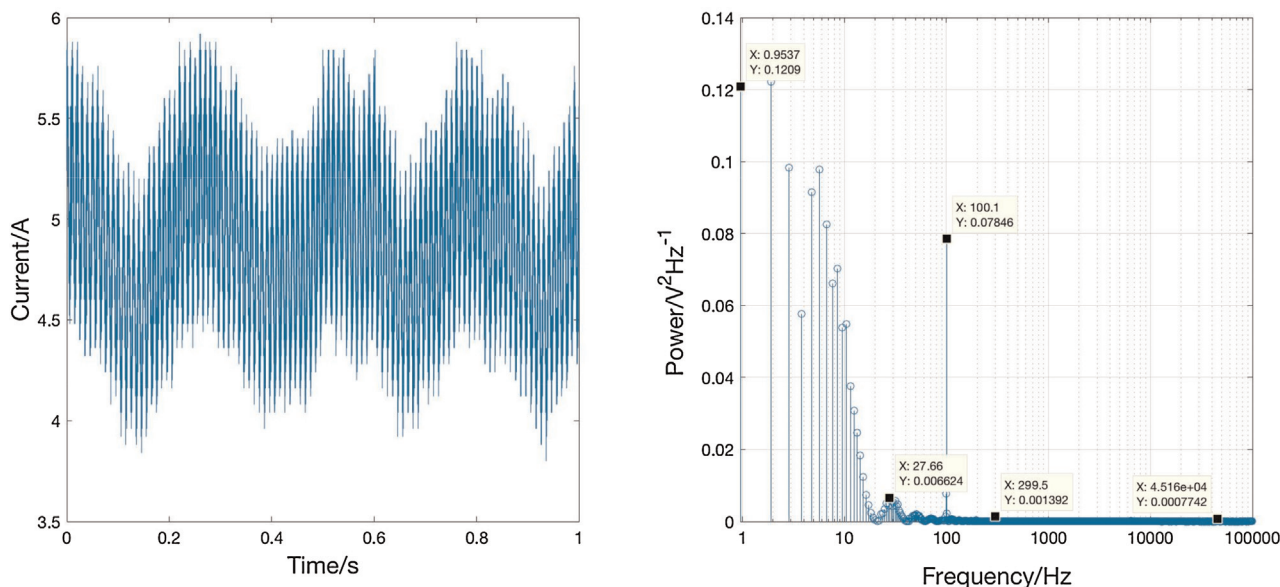 6
5.5
5
4.5
4
3.5
Current/A
0
0.2
0.4
0.6
0.8
1
Time/s
0.14
0.12
0.1
0.08
0.06
0.04
0.02
0
Power/V²Hz⁻¹
X: 0.9537
Y: 0.1209
X: 100.1
Y: 0.07846
X: 27.66
Y: 0.006624
X: 299.5
Y: 0.001392
X: 4.516e+04
Y: 0.0007742
1
10
100
1000
10000
100000
Frequency/Hz